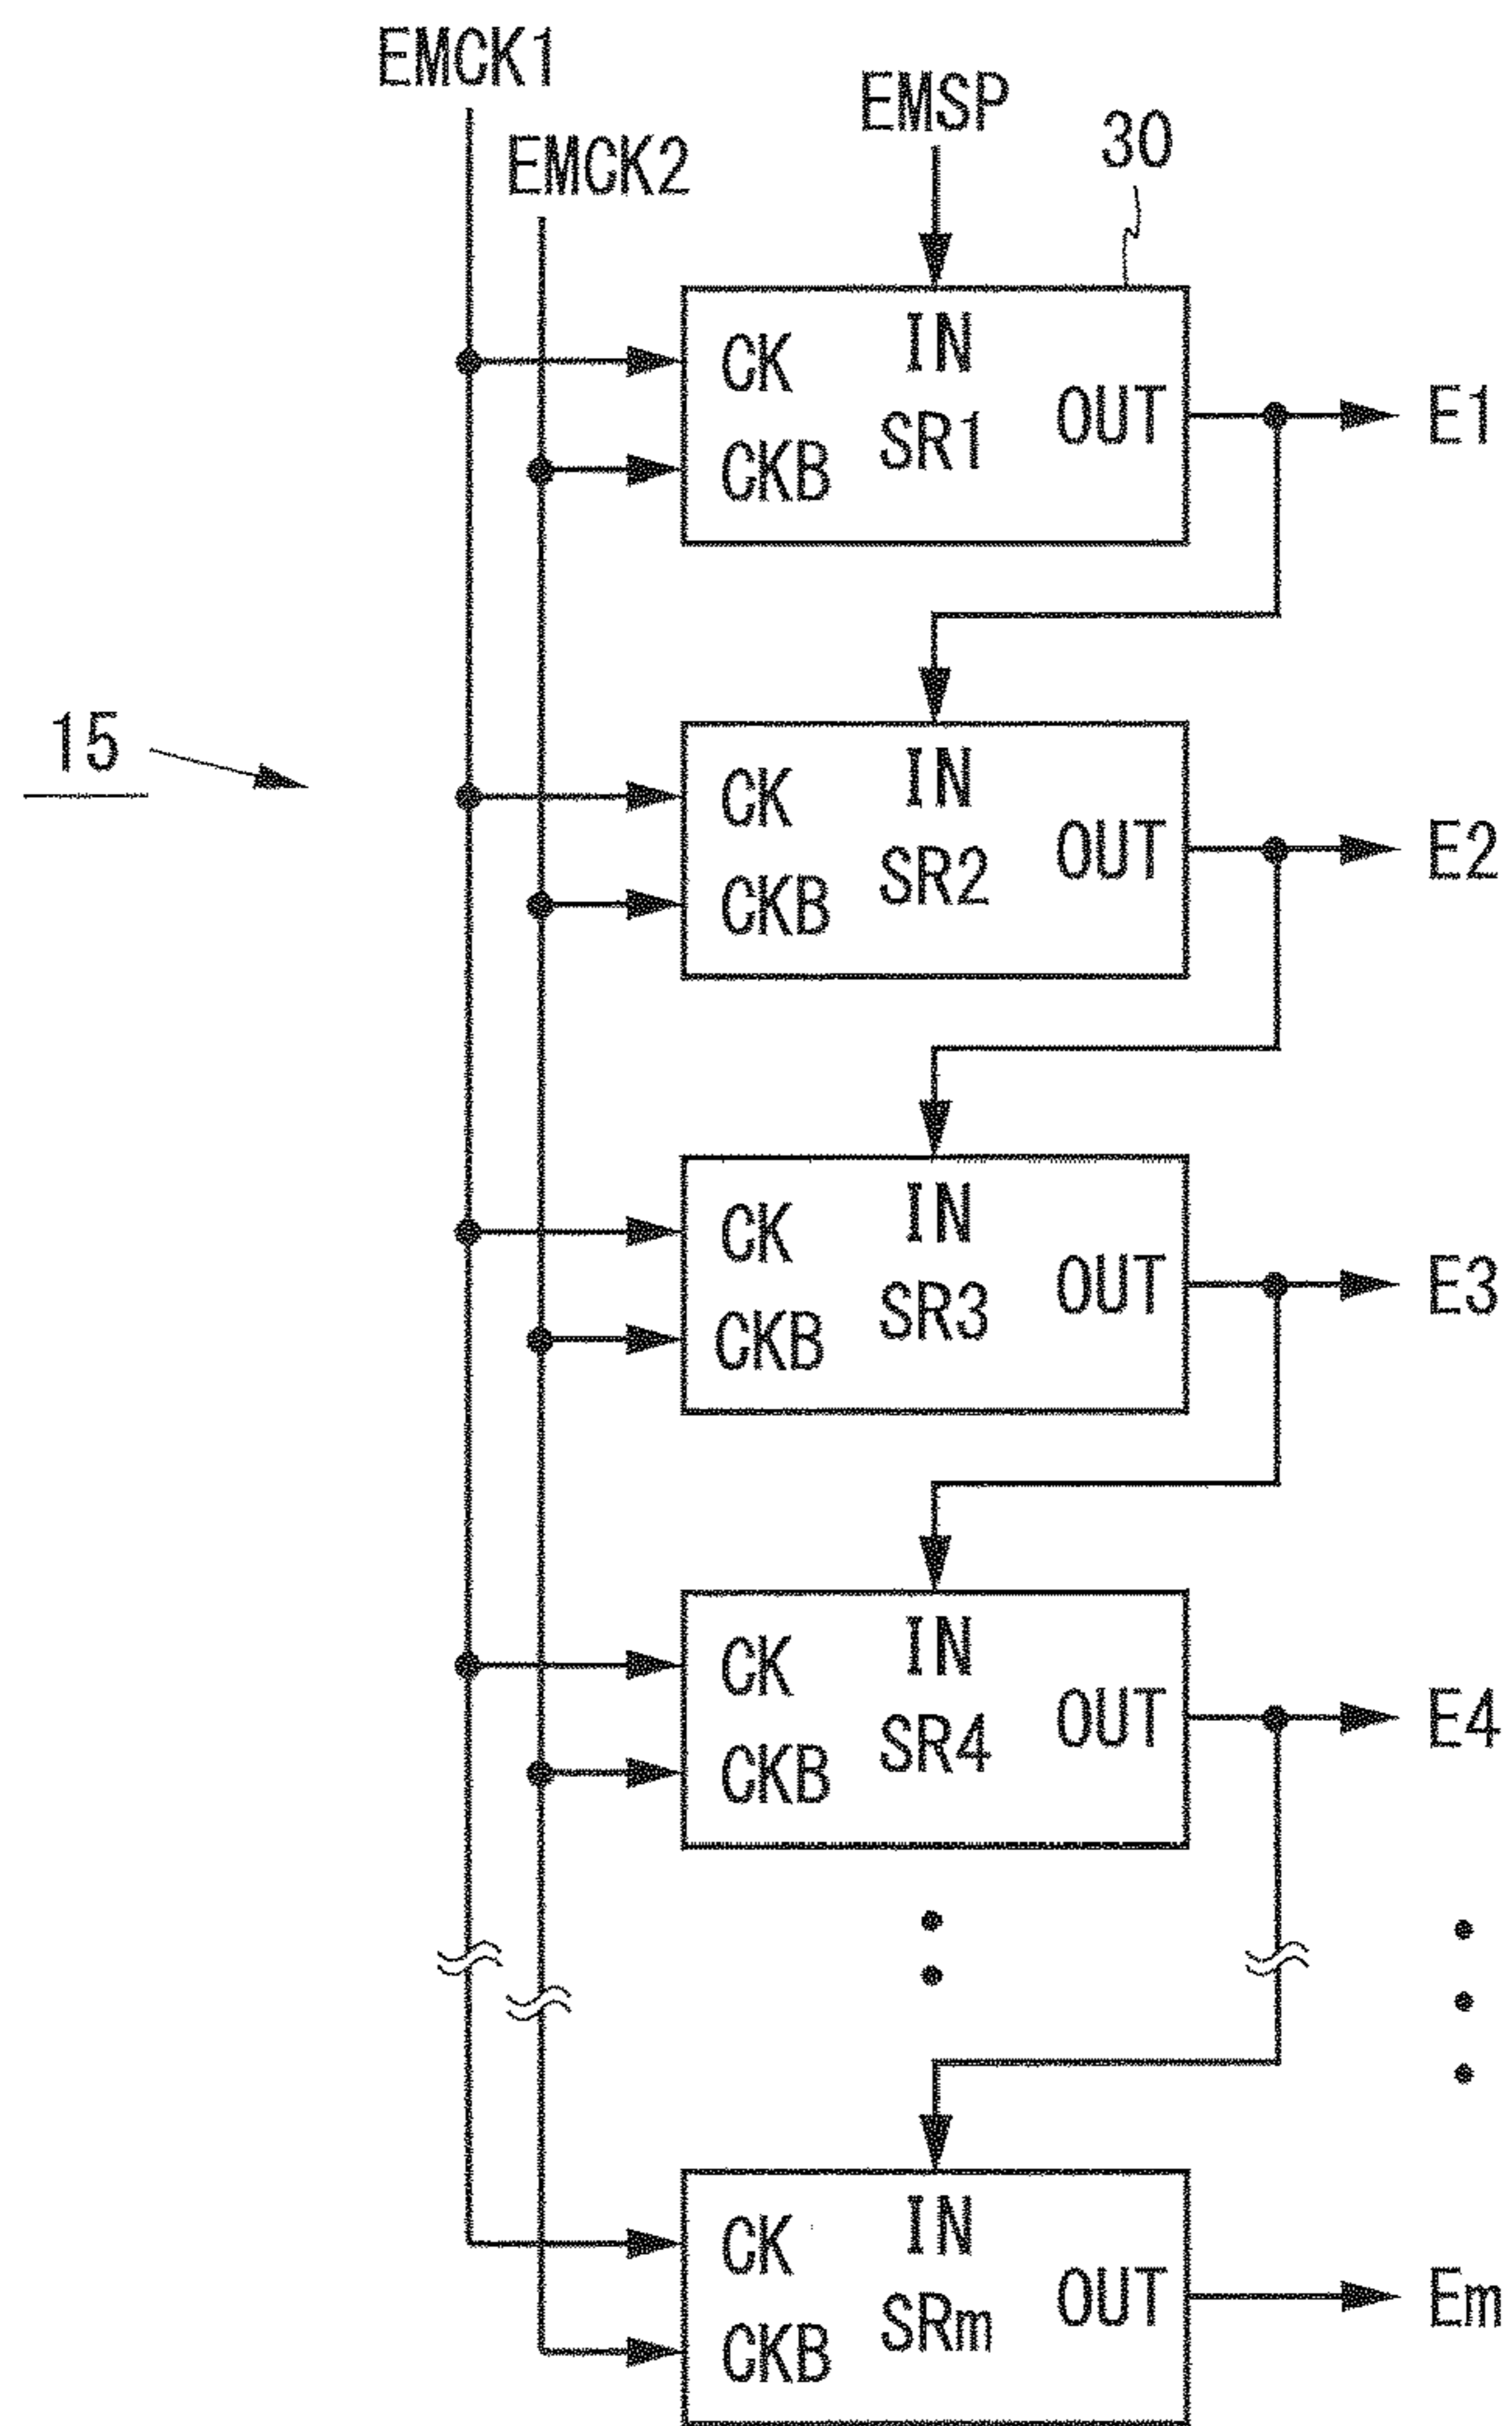 EMCK1
EMCK2
EMSP
30
CK
IN
CKB
SR1
OUT
E1
15
CK
IN
CKB
SR2
OUT
E2
CK
IN
CKB
SR3
OUT
E3
CK
IN
CKB
SR4
OUT
E4
CK
IN
CKB
SRm
OUT
Em